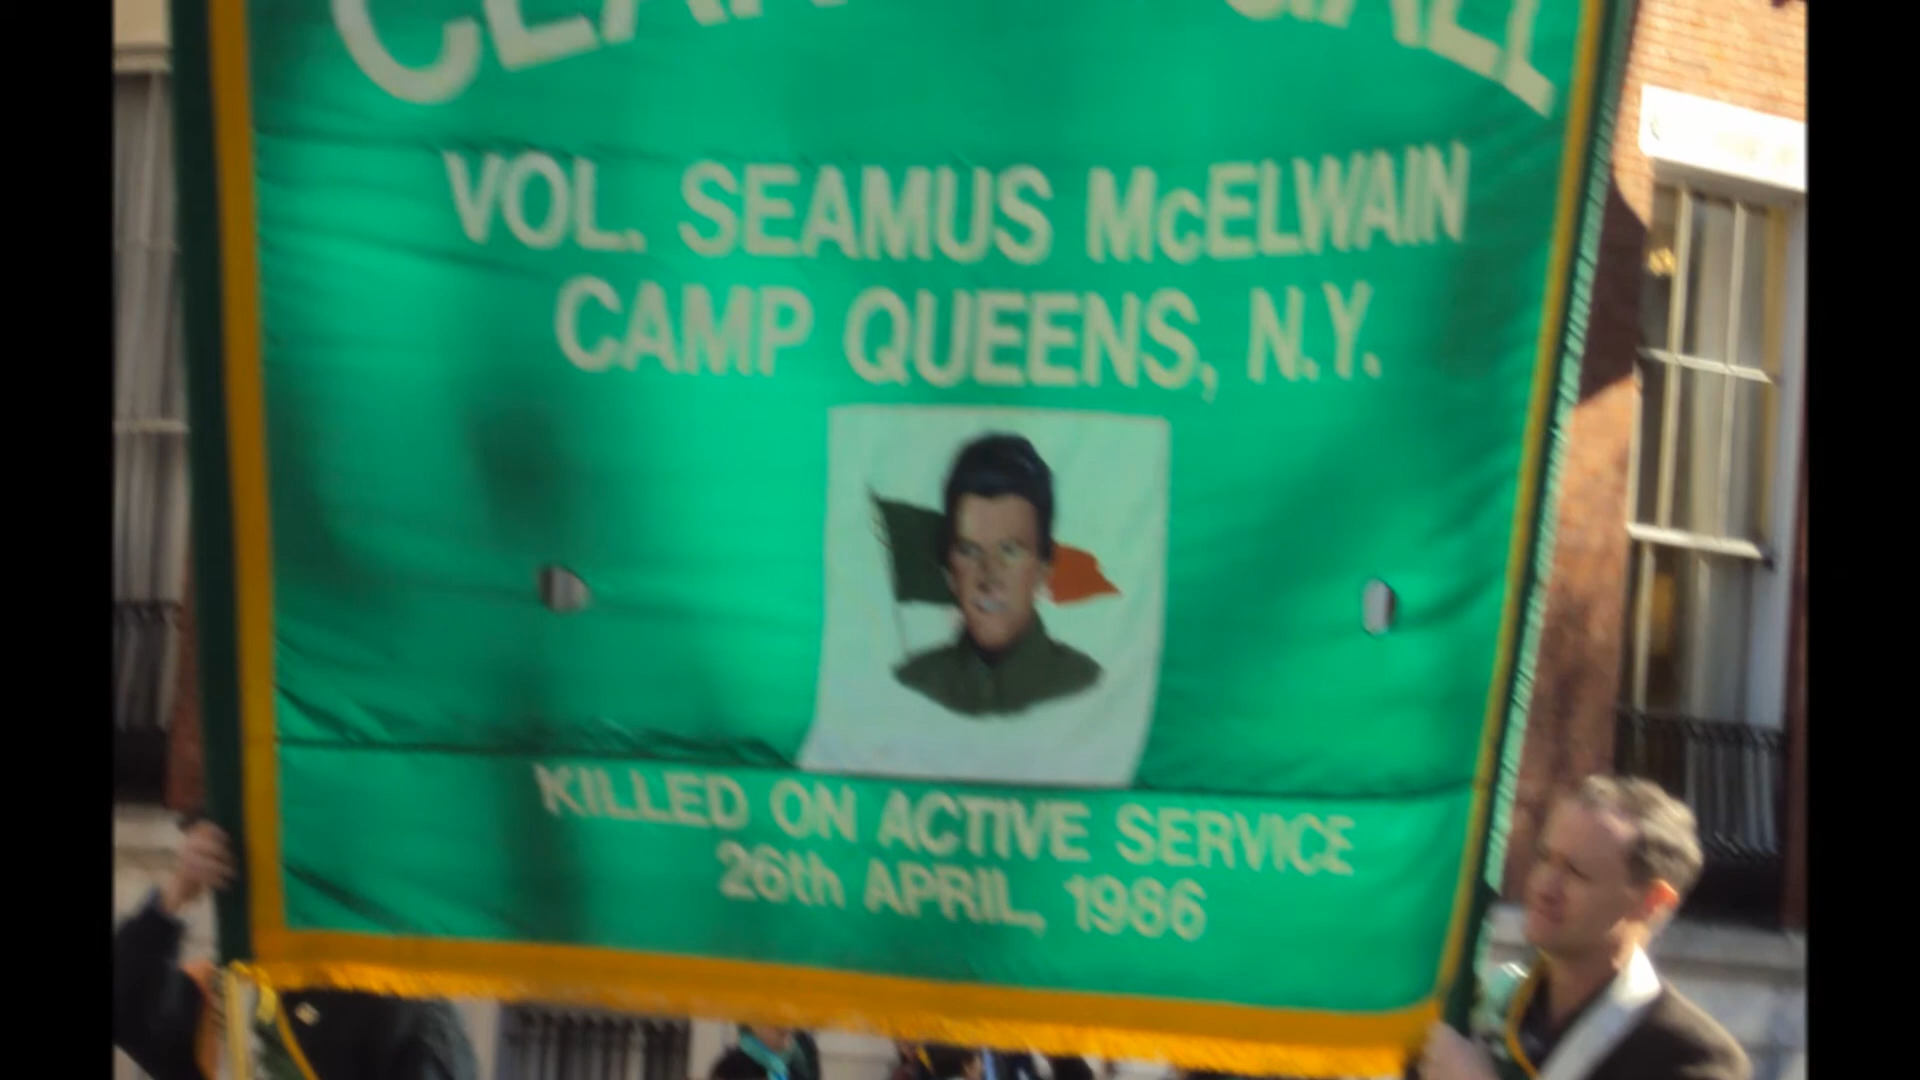 VOL. SEAMUS McELWAIN
CAMP QUEENS, N.Y.
KILLED ON ACTIVE SERVICE
26th APRIL, 1986